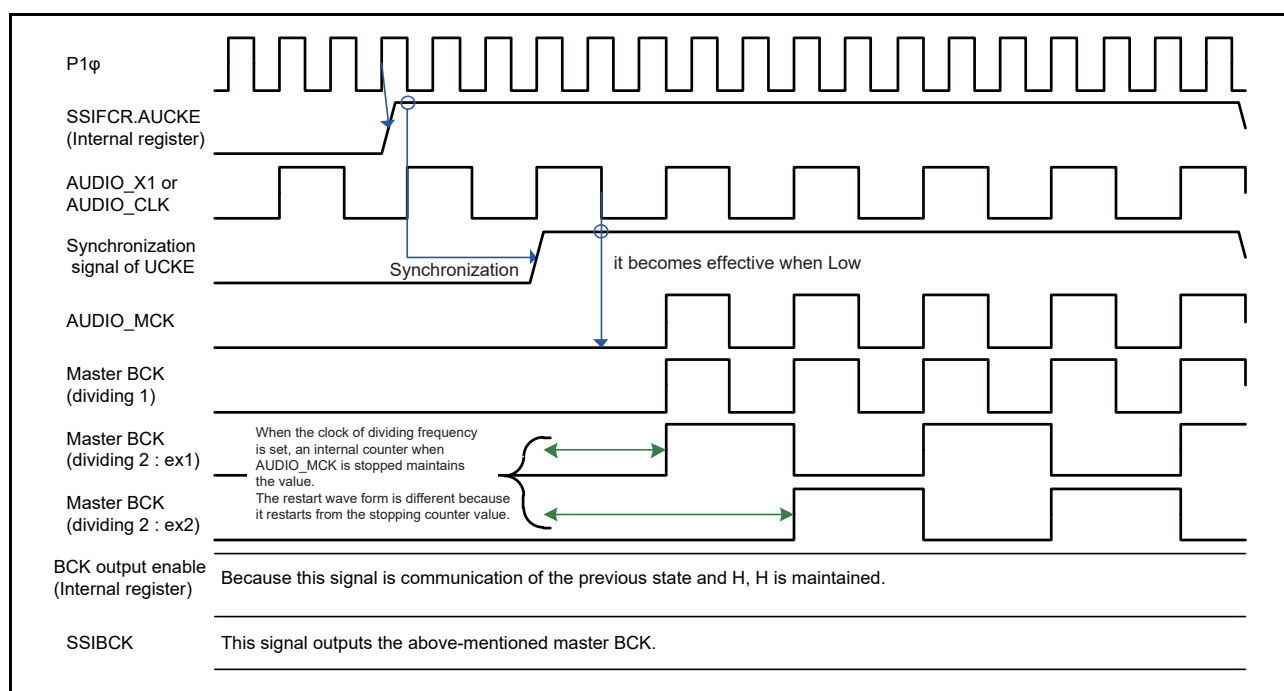 P1φ
SSIFCR.AUCKE
(Internal register)
AUDIO_X1 or
AUDIO_CLK
Synchronization
signal of UCKE
Synchronization
it becomes effective when Low
AUDIO_MCK
Master BCK
(dividing 1)
Master BCK
(dividing 2 : ex1)
When the clock of dividing frequency
is set, an internal counter when
AUDIO_MCK is stopped maintains
the value.
The restart wave form is different because
it restarts from the stopping counter value.
Master BCK
(dividing 2 : ex2)
BCK output enable
(Internal register)
Because this signal is communication of the previous state and H, H is maintained.
SSIBCK
This signal outputs the above-mentioned master BCK.